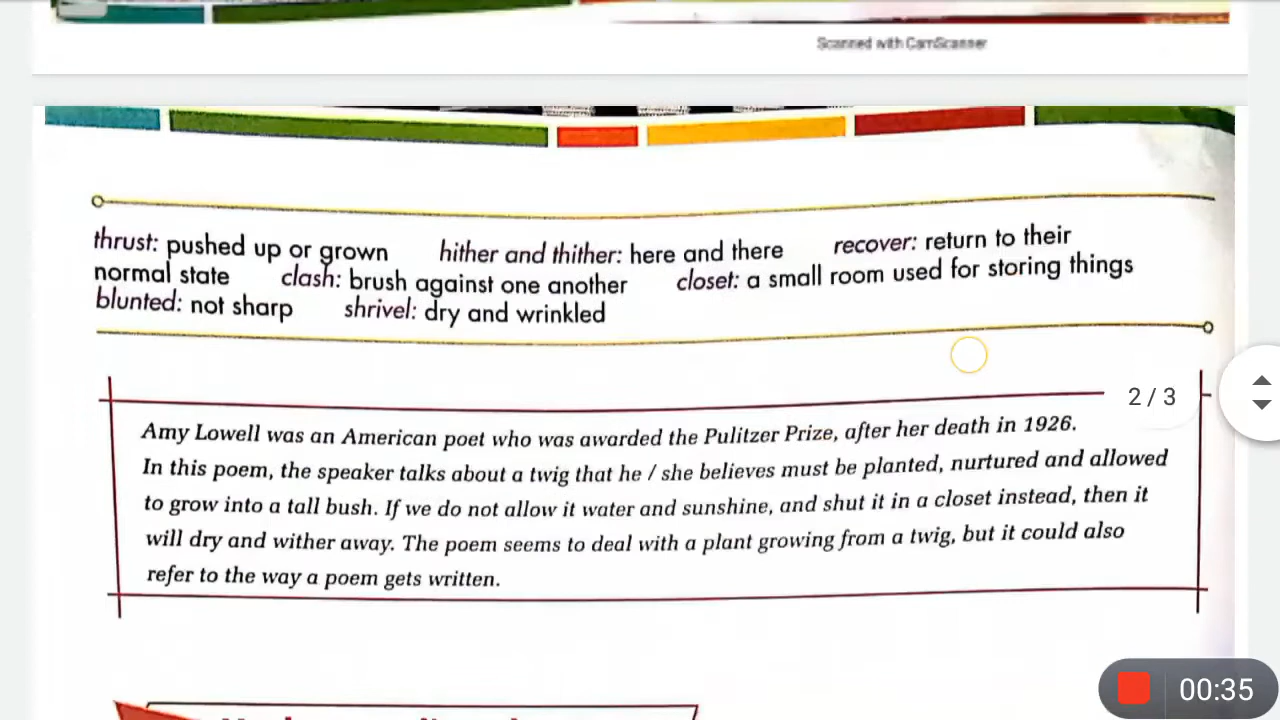 Scanned with CamScanner
thrust: pushed up or grown hither and thither: here and there recover: return to their
normal state clash: brush against one another closet: a small room used for storing things
blunted: not sharp shrivel: dry and wrinkled
2 / 3
Amy Lowell was an American poet who was awarded the Pulitzer Prize, after her death in 1926.
In this poem, the speaker talks about a twig that he / she believes must be planted, nurtured and allowed
to grow into a tall bush. If we do not allow it water and sunshine, and shut it in a closet instead, then it
will dry and wither away. The poem seems to deal with a plant growing from a twig, but it could also
refer to the way a poem gets written.
00:35